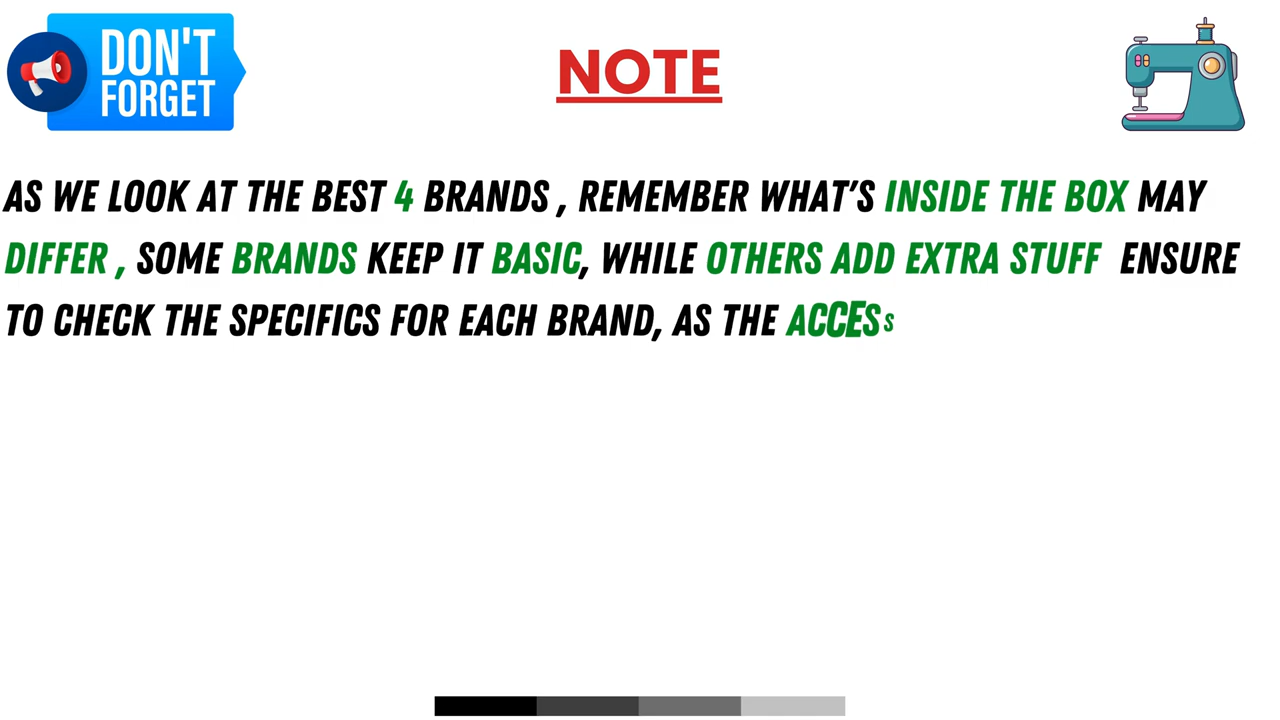 DON'T
FORGET
NOTE
AS WE LOOK AT THE BEST 4 BRANDS , REMEMBER WHAT'S INSIDE THE BOX MAY
DIFFER , SOME BRANDS KEEP IT BASIC, WHILE OTHERS ADD EXTRA STUFF ENSURE
TO CHECK THE SPECIFICS FOR EACH BRAND, AS THE ACCESS